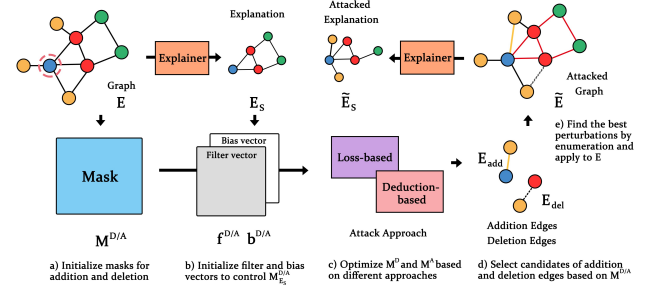 Explanation
Attacked
Explanation
Explainer
Explainer
Graph
E
E_S
Ẽ_S
Attacked
Graph
Ẽ
Mask
Bias vector
Filter vector
Loss-based
Deduction-
based
E_add
E_del
e) Find the best
perturbations by
enumeration and
apply to E
M^D/A
f^D/A b^D/A
Attack Approach
Addition Edges
Deletion Edges
a) Initialize masks for
addition and deletion
b) Initialize filter and bias
vectors to control M_{E_S}^{D/A}
c) Optimize M^D and M^A based
on different approaches
d) Select candidates of addition
and deletion edges based on M^D/A